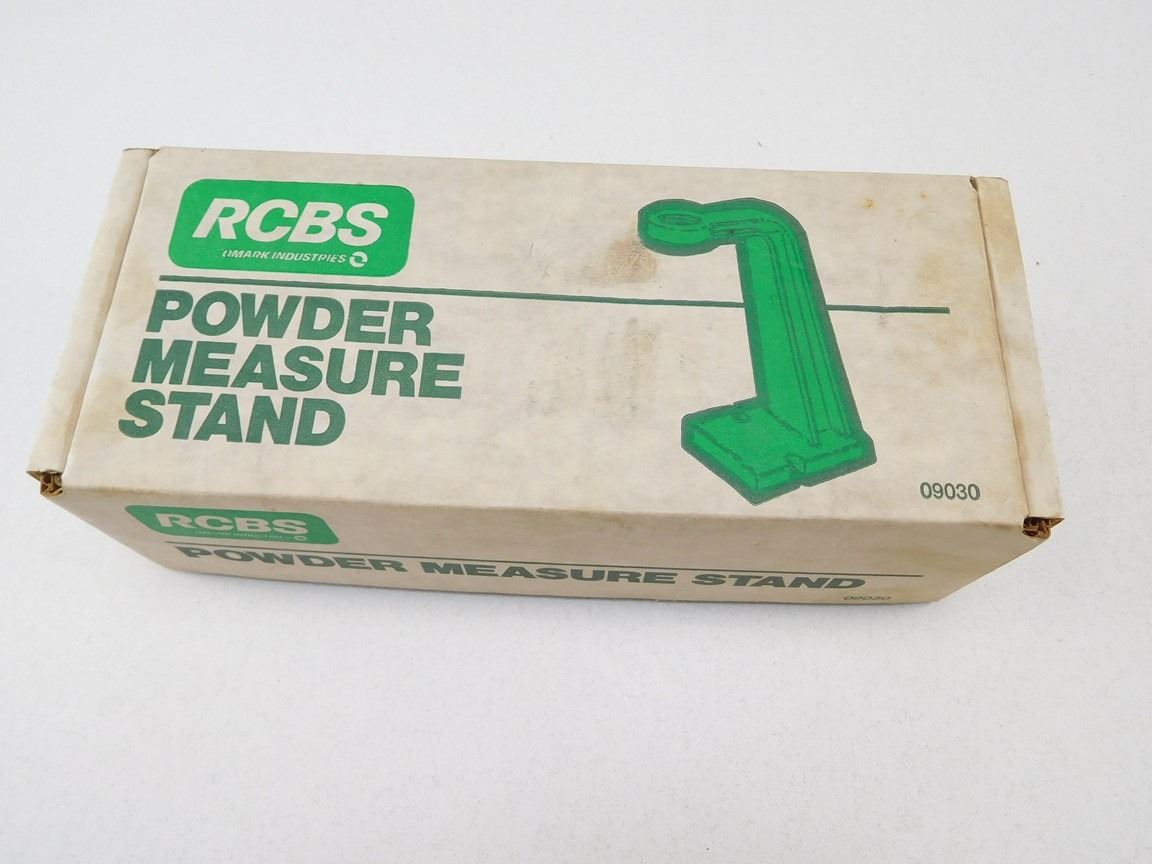 RCBS
OMARK INDUSTRIES
POWDER
MEASURE
STAND
09030
RCBS
OMARK INDUSTRIES
POWDER MEASURE STAND
09030